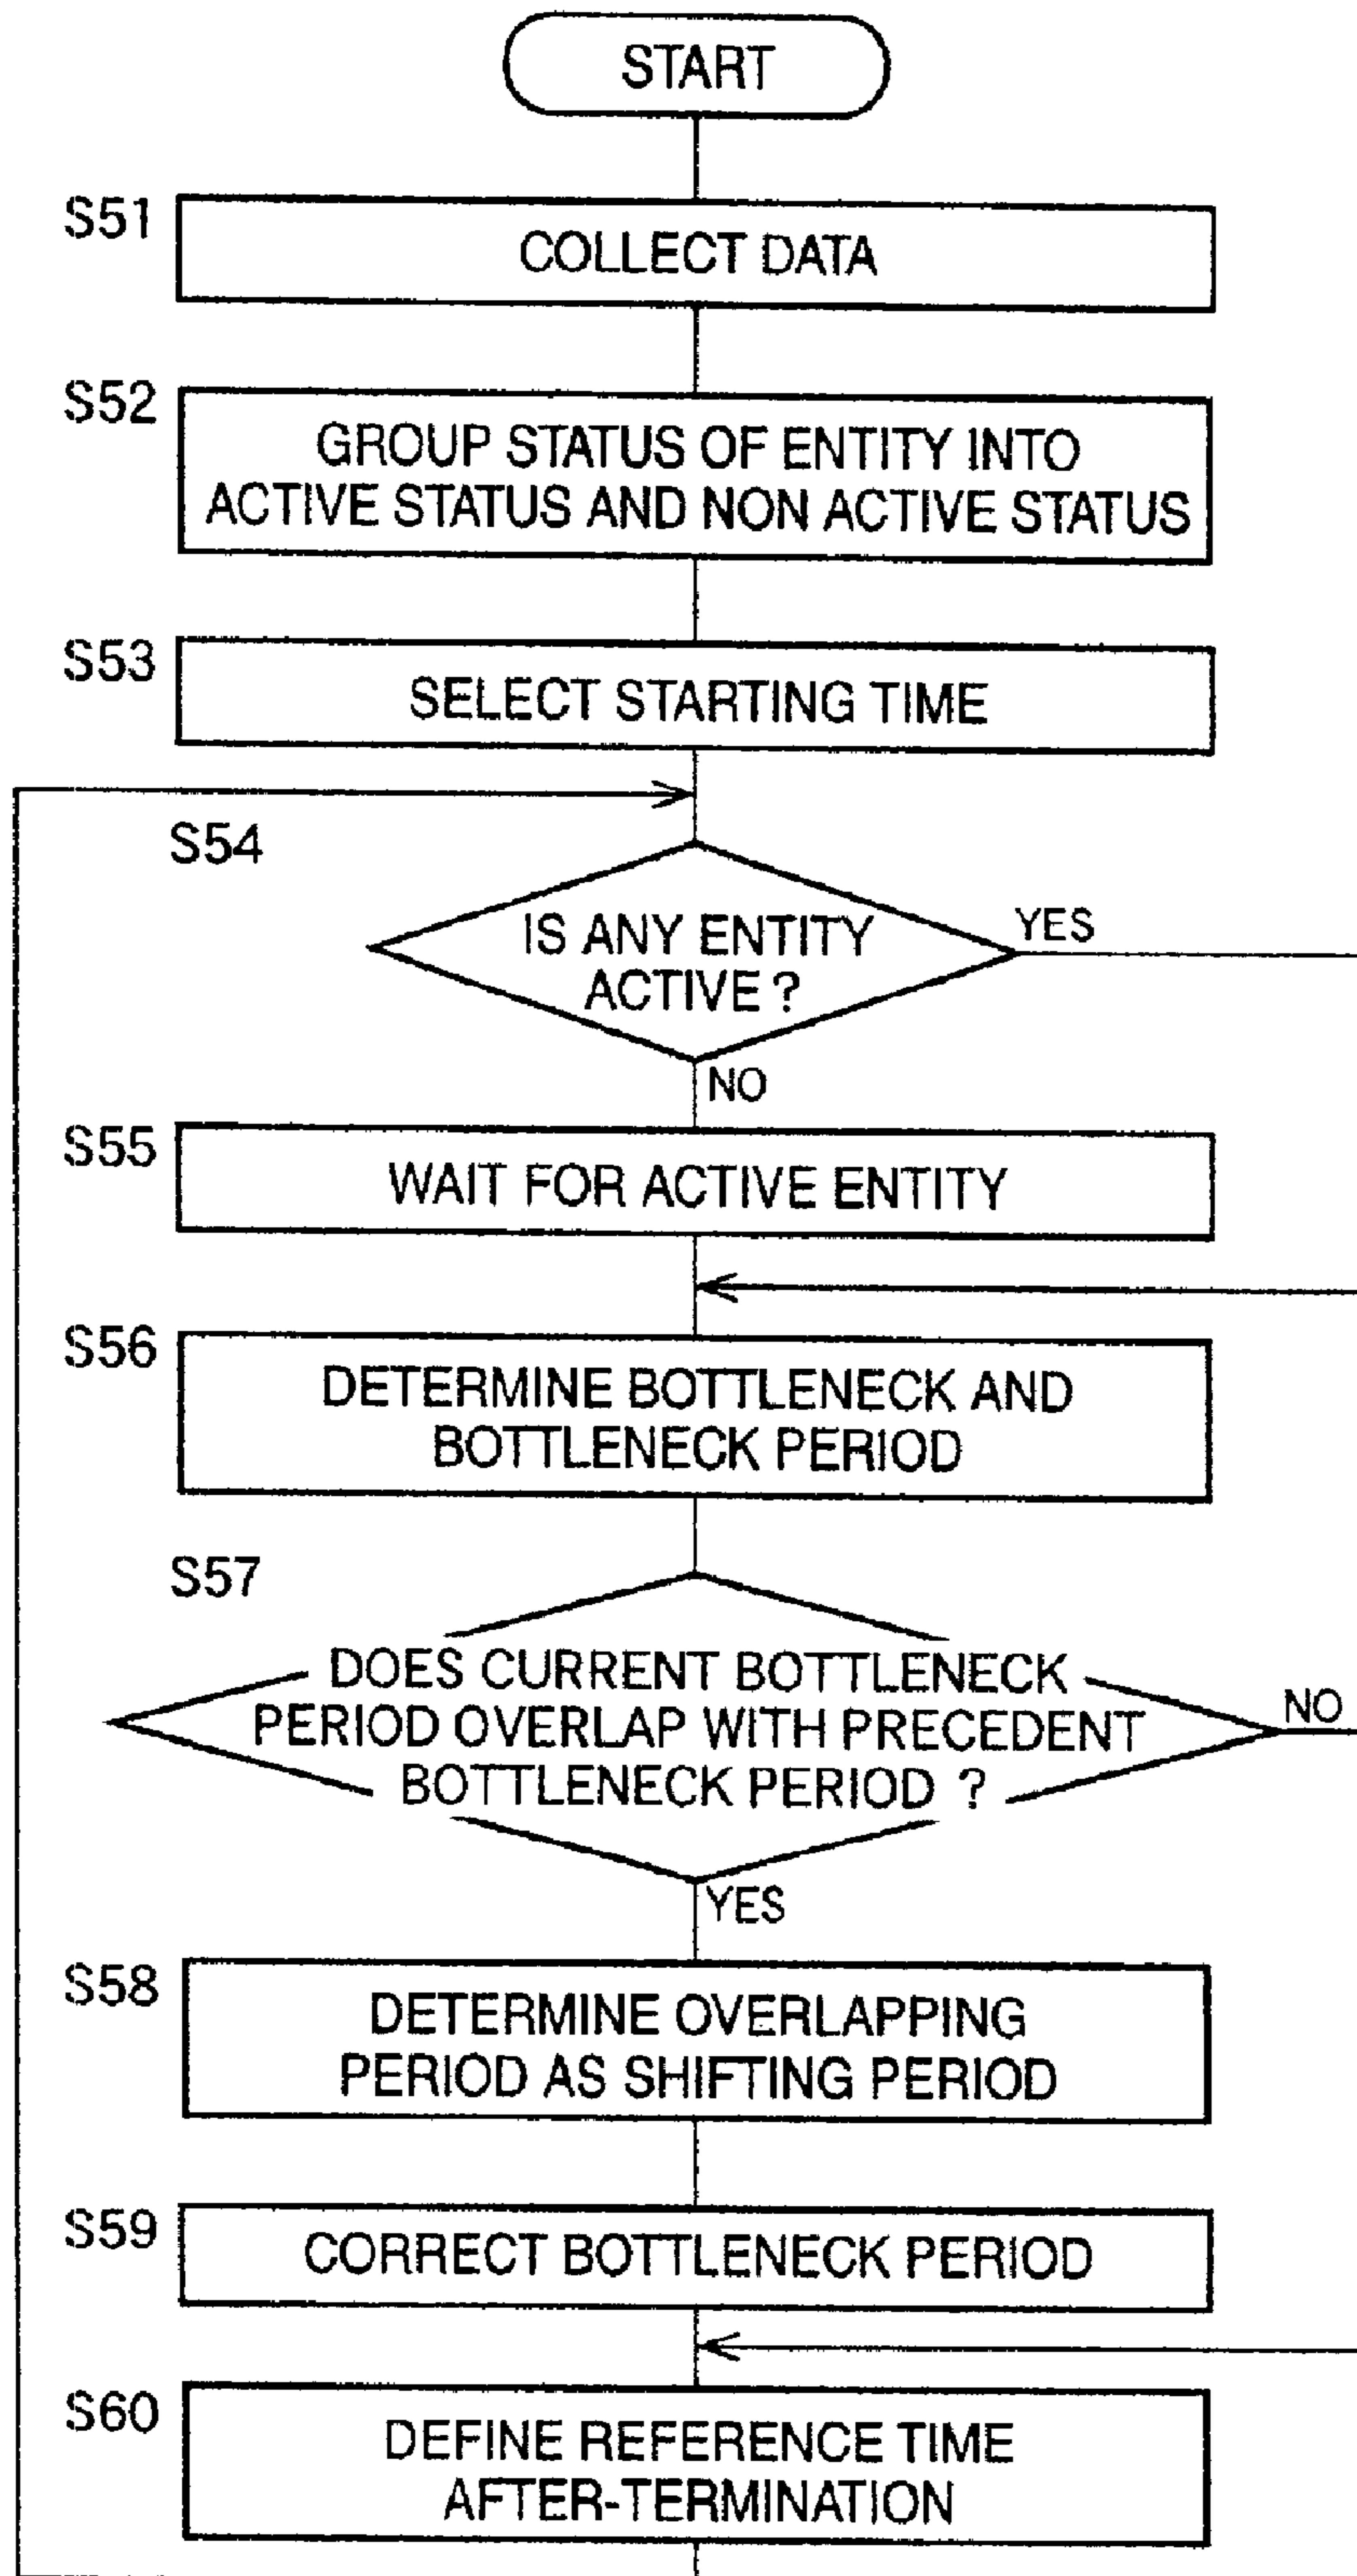 START
S51
COLLECT DATA
S52
GROUP STATUS OF ENTITY INTO
ACTIVE STATUS AND NON ACTIVE STATUS
S53
SELECT STARTING TIME
S54
IS ANY ENTITY
ACTIVE ?
YES
NO
S55
WAIT FOR ACTIVE ENTITY
S56
DETERMINE BOTTLENECK AND
BOTTLENECK PERIOD
S57
DOES CURRENT BOTTLENECK
PERIOD OVERLAP WITH PRECEDENT
BOTTLENECK PERIOD ?
NO
YES
S58
DETERMINE OVERLAPPING
PERIOD AS SHIFTING PERIOD
S59
CORRECT BOTTLENECK PERIOD
S60
DEFINE REFERENCE TIME
AFTER-TERMINATION